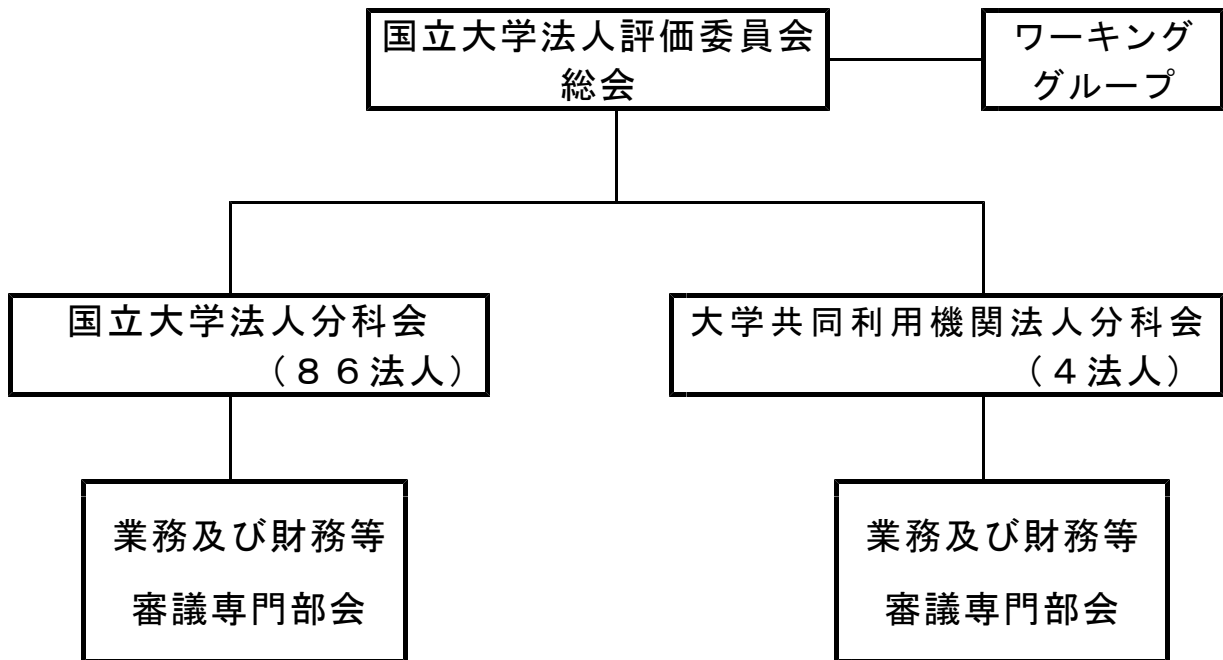 国立大学法人評価委員会
総会
ワーキング
グループ
国立大学法人分科会
（８６法人）
大学共同利用機関法人分科会
（４法人）
業務及び財務等
審議専門部会
業務及び財務等
審議専門部会